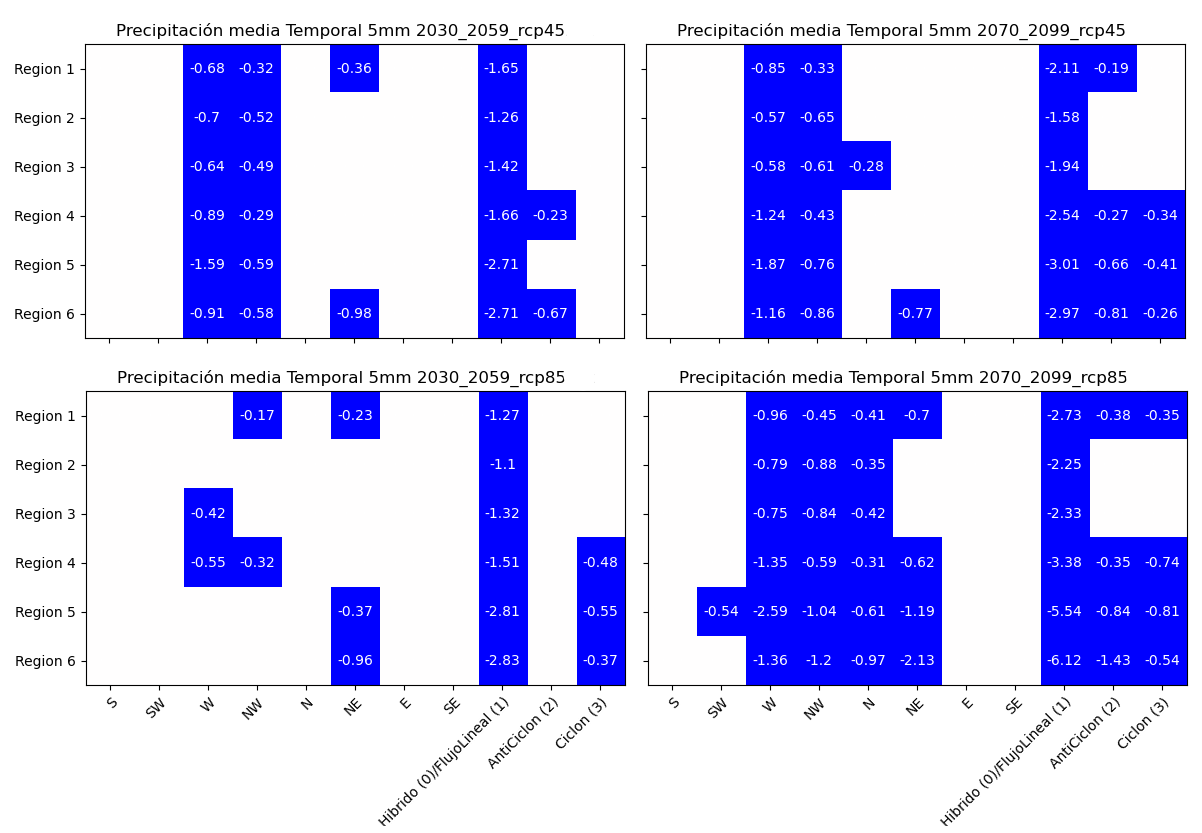 Precipitación media Temporal 5mm 2030_2059_rcp45
Region 1 -0.68 -0.32 -0.36 -1.65
Region 2 -0.7 -0.52 -1.26
Region 3 -0.64 -0.49 -1.42
Region 4 -0.89 -0.29 -1.66 -0.23
Region 5 -1.59 -0.59 -2.71
Region 6 -0.91 -0.58 -0.98 -2.71 -0.67
Precipitación media Temporal 5mm 2070_2099_rcp45
-0.85 -0.33 -2.11 -0.19
-0.57 -0.65 -1.58
-0.58 -0.61 -0.28 -1.94
-1.24 -0.43 -2.54 -0.27 -0.34
-1.87 -0.76 -3.01 -0.66 -0.41
-1.16 -0.86 -0.77 -2.97 -0.81 -0.26
Precipitación media Temporal 5mm 2030_2059_rcp85
Region 1 -0.17 -0.23 -1.27
Region 2 -1.1
Region 3 -0.42 -1.32
Region 4 -0.55 -0.32 -1.51 -0.48
Region 5 -0.37 -2.81 -0.55
Region 6 -0.96 -2.83 -0.37
S SW W NW N NE E SE Hibrido (0)/FlujoLineal (1) AntiCiclon (2) Ciclon (3)
Precipitación media Temporal 5mm 2070_2099_rcp85
-0.96 -0.45 -0.41 -0.7 -2.73 -0.38 -0.35
-0.79 -0.88 -0.35 -2.25
-0.75 -0.84 -0.42 -2.33
-1.35 -0.59 -0.31 -0.62 -3.38 -0.35 -0.74
-0.54 -2.59 -1.04 -0.61 -1.19 -5.54 -0.84 -0.81
-1.36 -1.2 -0.97 -2.13 -6.12 -1.43 -0.54
S SW W NW N NE E SE Hibrido (0)/FlujoLineal (1) AntiCiclon (2) Ciclon (3)